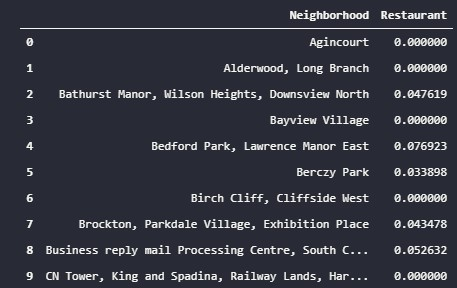 Neighborhood Restaurant
0 Agincourt 0.000000
1 Alderwood, Long Branch 0.000000
2 Bathurst Manor, Wilson Heights, Downsview North 0.047619
3 Bayview Village 0.000000
4 Bedford Park, Lawrence Manor East 0.076923
5 Berczy Park 0.033898
6 Birch Cliff, Cliffside West 0.000000
7 Brockton, Parkdale Village, Exhibition Place 0.043478
8 Business reply mail Processing Centre, South C... 0.052632
9 CN Tower, King and Spadina, Railway Lands, Har... 0.000000